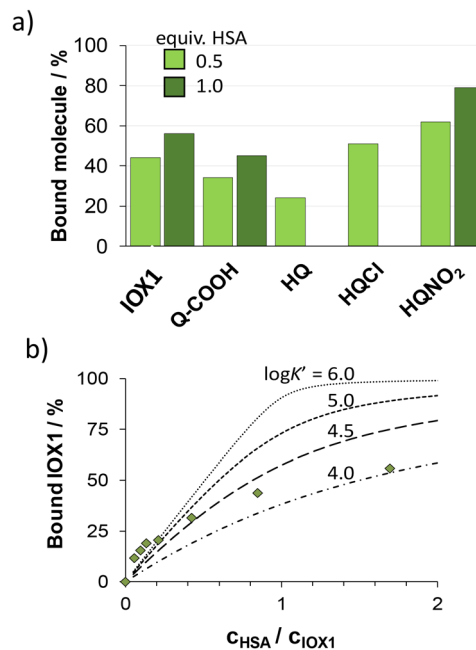 a)
equiv. HSA
0.5
1.0
Bound molecule / %
100
80
60
40
20
0
IOX1
Q-COOH
HQ
HQCl
HQNO₂
b)
Bound IOX1 / %
100
75
50
25
0
logK' = 6.0
5.0
4.5
4.0
0
1
2
cHSA / cIOX1